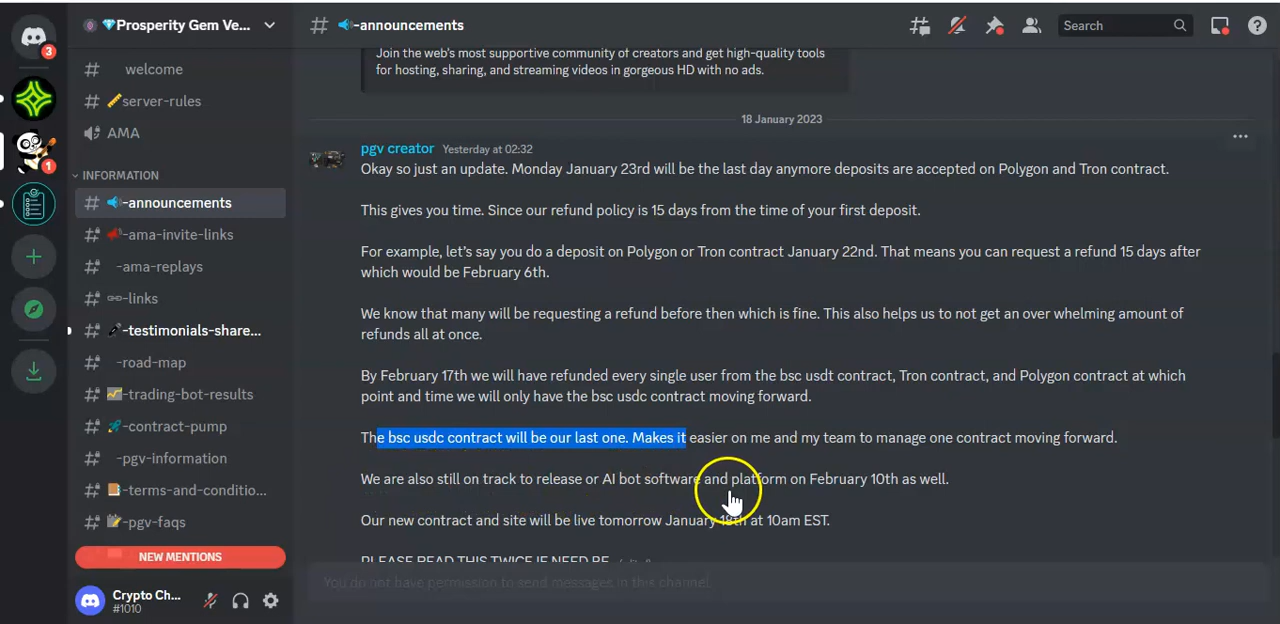 Prosperity Gem Ve...
-announcements
Search
3
welcome
server-rules
AMA
1
INFORMATION
-announcements
-ama-invite-links
-ama-replays
-links
-testimonials-share...
-road-map
-trading-bot-results
-contract-pump
-pgv-information
-terms-and-conditio...
-pgv-faqs
NEW MENTIONS
Crypto Ch...
#1010
Join the web's most supportive community of creators and get high-quality tools
for hosting, sharing, and streaming videos in gorgeous HD with no ads.
18 January 2023
pgv creator Yesterday at 02:32
Okay so just an update. Monday January 23rd will be the last day anymore deposits are accepted on Polygon and Tron contract.
This gives you time. Since our refund policy is 15 days from the time of your first deposit.
For example, let's say you do a deposit on Polygon or Tron contract January 22nd. That means you can request a refund 15 days after
which would be February 6th.
We know that many will be requesting a refund before then which is fine. This also helps us to not get an over whelming amount of
refunds all at once.
By February 17th we will have refunded every single user from the bsc usdt contract, Tron contract, and Polygon contract at which
point and time we will only have the bsc usdc contract moving forward.
The bsc usdc contract will be our last one. Makes it easier on me and my team to manage one contract moving forward.
We are also still on track to release or AI bot software and platform on February 10th as well.
Our new contract and site will be live tomorrow January 18th at 10am EST.
PLEASE READ THIS TWICE IF NEED BE
You do not have permission to send messages in this channel.